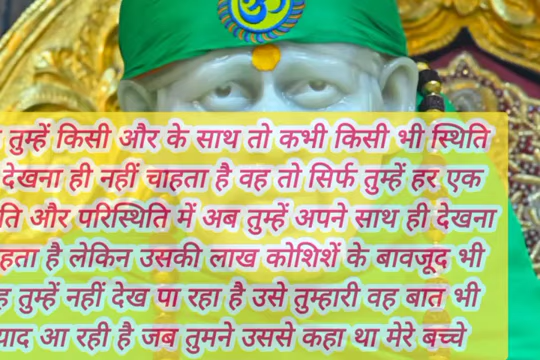 तुम्हें किसी और के साथ तो कभी किसी भी स्थिति
देखना ही नहीं चाहता है वह तो सिर्फ तुम्हें हर एक
और परिस्थिति में अब तुम्हें अपने साथ ही देखना
है लेकिन उसकी लाख कोशिशें के बावजूद भी
तुम्हें नहीं देख पा रहा है उसे तुम्हारी वह बात भी
याद आ रही है जब तुमने उससे कहा था मेरे बच्चे